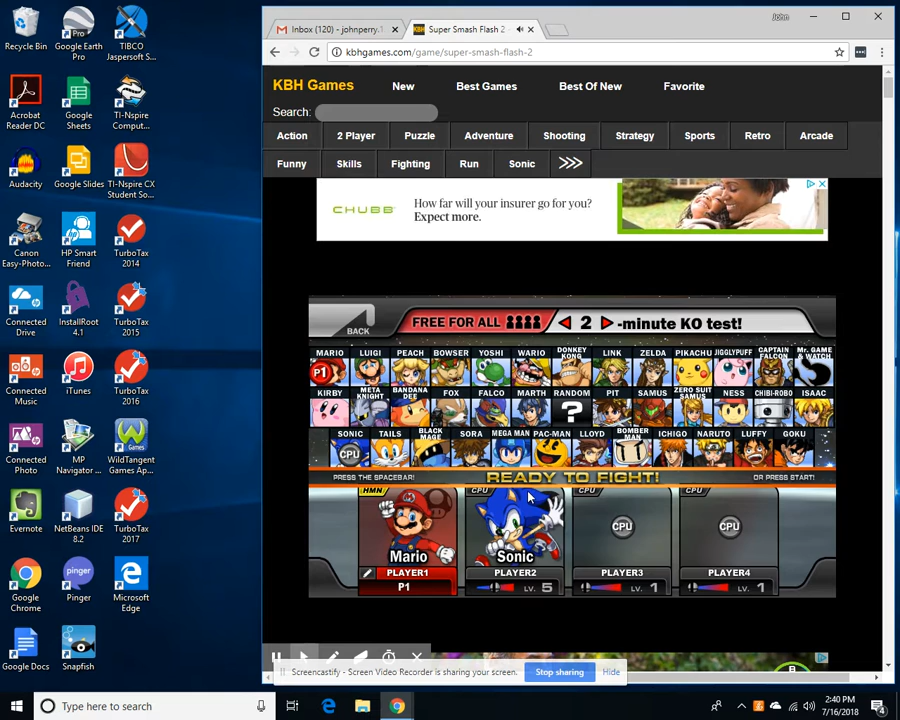 Recycle Bin
Google Earth Pro
TIBCO Jaspersoft S...
Acrobat Reader DC
Google Sheets
TI-Nspire Comput...
Audacity
Google Slides
TI-Nspire CX Student So...
Canon Easy-Photo...
HP Smart Friend
TurboTax 2014
Connected Drive
InstallRoot 4.1
TurboTax 2015
Connected Music
iTunes
TurboTax 2016
Connected Photo
MP Navigator ...
WildTangent Games Ap...
Evernote
NetBeans IDE 8.2
TurboTax 2017
Google Chrome
Pinger
Microsoft Edge
Google Docs
Snapfish
John
Inbox (120) - johnperry.1
KBH
Super Smash Flash 2 -
kbhgames.com/game/super-smash-flash-2
KBH Games
New
Best Games
Best Of New
Favorite
Search:
Action
2 Player
Puzzle
Adventure
Shooting
Strategy
Sports
Retro
Arcade
Funny
Skills
Fighting
Run
Sonic
>>>
CHUBB
How far will your insurer go for you?
Expect more.
BACK
FREE FOR ALL
2 -minute KO test!
MARIO LUIGI PEACH BOWSER YOSHI WARIO DONKEY KONG LINK ZELDA PIKACHU JIGGLYPUFF CAPTAIN FALCON Mr. GAME & WATCH
P1
KIRBY META KNIGHT BANDANA DEE FOX FALCO MARTH RANDOM PIT SAMUS ZERO SUIT SAMUS NESS CHIBI-ROBO ISAAC
?
SONIC TAILS BLACK MAGE SORA MEGA MAN PAC-MAN LLOYD BOMBER MAN ICHIGO NARUTO LUFFY GOKU
CPU
PRESS THE SPACEBAR!
READY TO FIGHT!
OR PRESS START!
HMN
CPU
CPU
CPU
CPU
CPU
Mario
Sonic
PLAYER1
PLAYER2
PLAYER3
PLAYER4
P1
LV. 5
LV. 1
LV. 1
Screencastify - Screen Video Recorder is sharing your screen.
Stop sharing
Hide
Type here to search
2:40 PM
7/16/2018
4